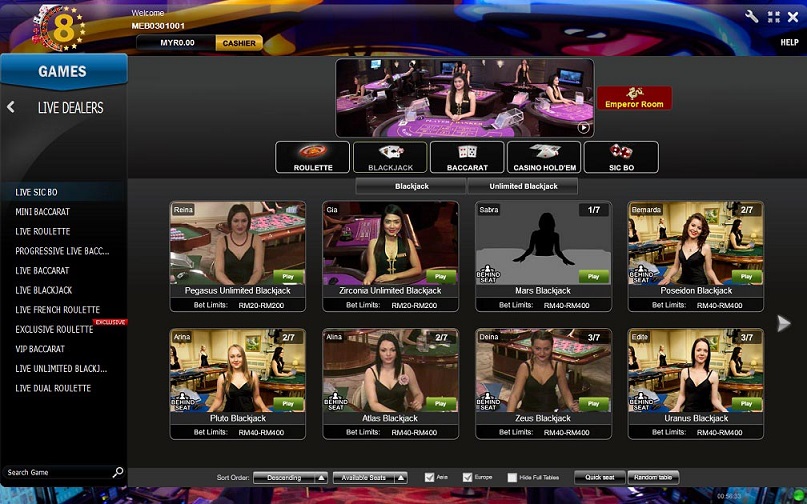 8
Welcome
MEB0301001
MYR0.00
CASHIER
HELP
GAMES
LIVE DEALERS
Emperor Room
ROULETTE
BLACKJACK
BACCARAT
CASINO HOLD'EM
SIC BO
Blackjack
Unlimited Blackjack
LIVE SIC BO
MINI BACCARAT
LIVE ROULETTE
PROGRESSIVE LIVE BACC...
LIVE BACCARAT
LIVE BLACKJACK
LIVE FRENCH ROULETTE
EXCLUSIVE
EXCLUSIVE ROULETTE
VIP BACCARAT
LIVE UNLIMITED BLACKJ...
LIVE DUAL ROULETTE
Search Game
Reina
Play
Pegasus Unlimited Blackjack
Bet Limits: RM20-RM200
Gia
Play
Zirconia Unlimited Blackjack
Bet Limits: RM20-RM200
Sabra 1/7
BEHIND
SEAT
Play
Mars Blackjack
Bet Limits: RM40-RM400
Bernarda 2/7
BEHIND
SEAT
Play
Poseidon Blackjack
Bet Limits: RM40-RM400
Arina 2/7
BEHIND
SEAT
Play
Pluto Blackjack
Bet Limits: RM40-RM400
Alina 2/7
BEHIND
SEAT
Play
Atlas Blackjack
Bet Limits: RM40-RM400
Deina 3/7
BEHIND
SEAT
Play
Zeus Blackjack
Bet Limits: RM40-RM400
Edite 3/7
BEHIND
SEAT
Play
Uranus Blackjack
Bet Limits: RM40-RM400
Sort Order:
Descending
Available Seats
Asia
Europe
Hide Full Tables
Quick seat
Random table